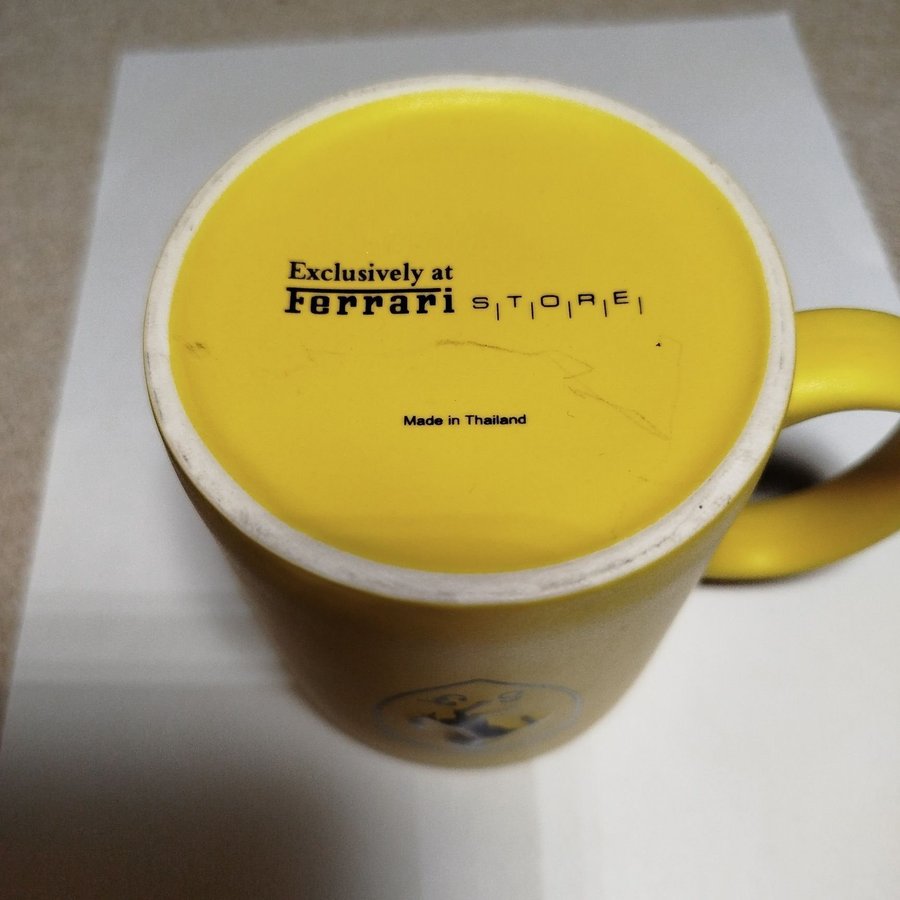 Exclusively at
Ferrari STORE
Made in Thailand